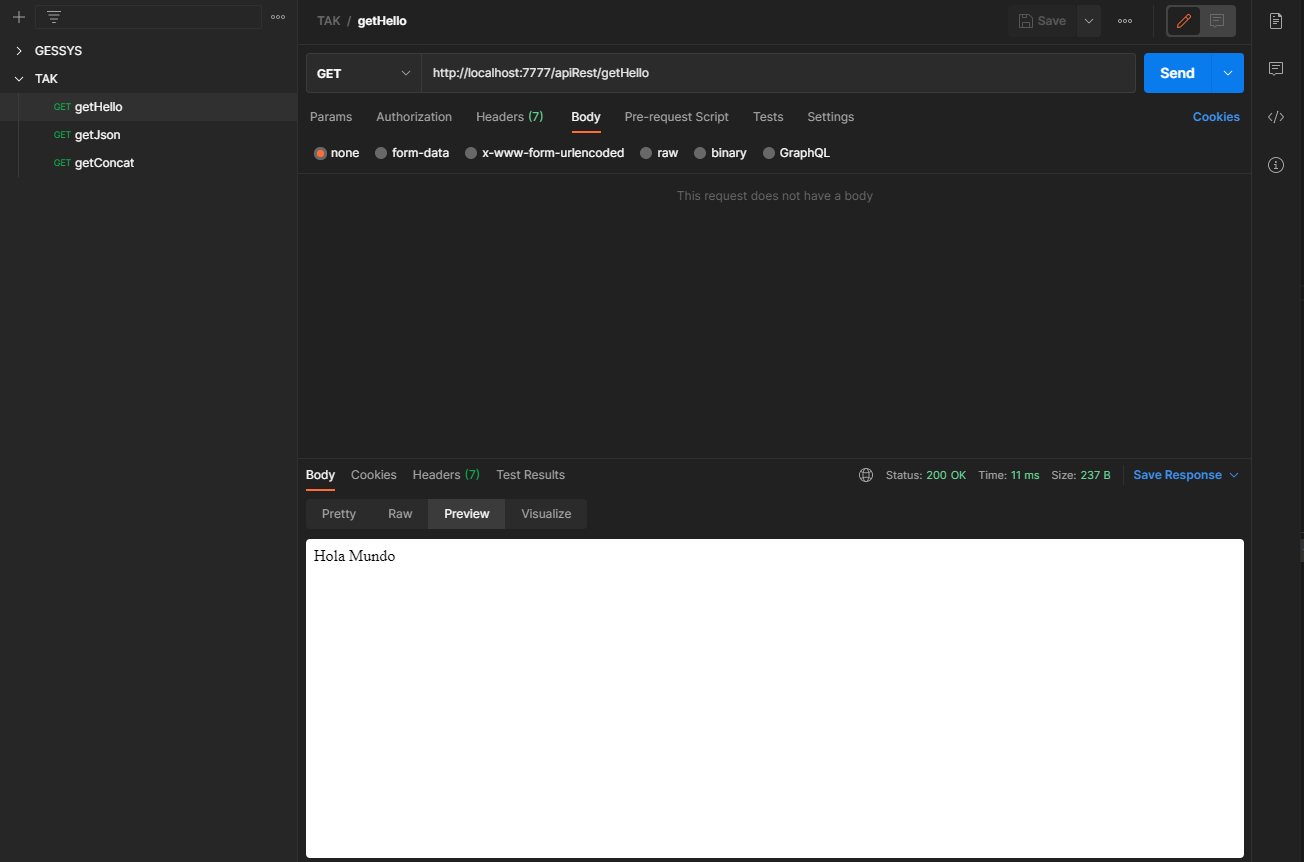 GESSYS
TAK
GET getHello
GET getJson
GET getConcat
TAK / getHello
Save
GET http://localhost:7777/apiRest/getHello Send
Params Authorization Headers (7) Body Pre-request Script Tests Settings Cookies
none form-data x-www-form-urlencoded raw binary GraphQL
This request does not have a body
Body Cookies Headers (7) Test Results Status: 200 OK Time: 11 ms Size: 237 B Save Response
Pretty Raw Preview Visualize
Hola Mundo